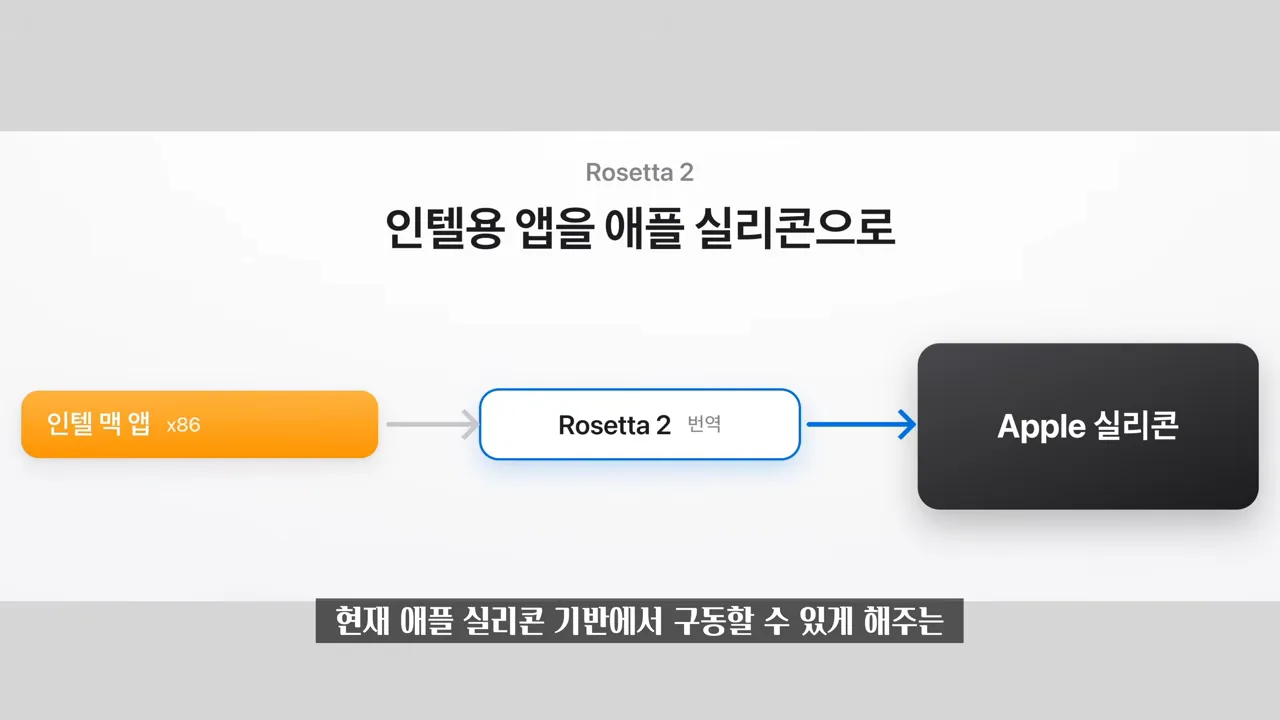 Rosetta 2
인텔용 앱을 애플 실리콘으로
인텔 맥 앱 x86
Rosetta 2 번역
Apple 실리콘
현재 애플 실리콘 기반에서 구동할 수 있게 해주는